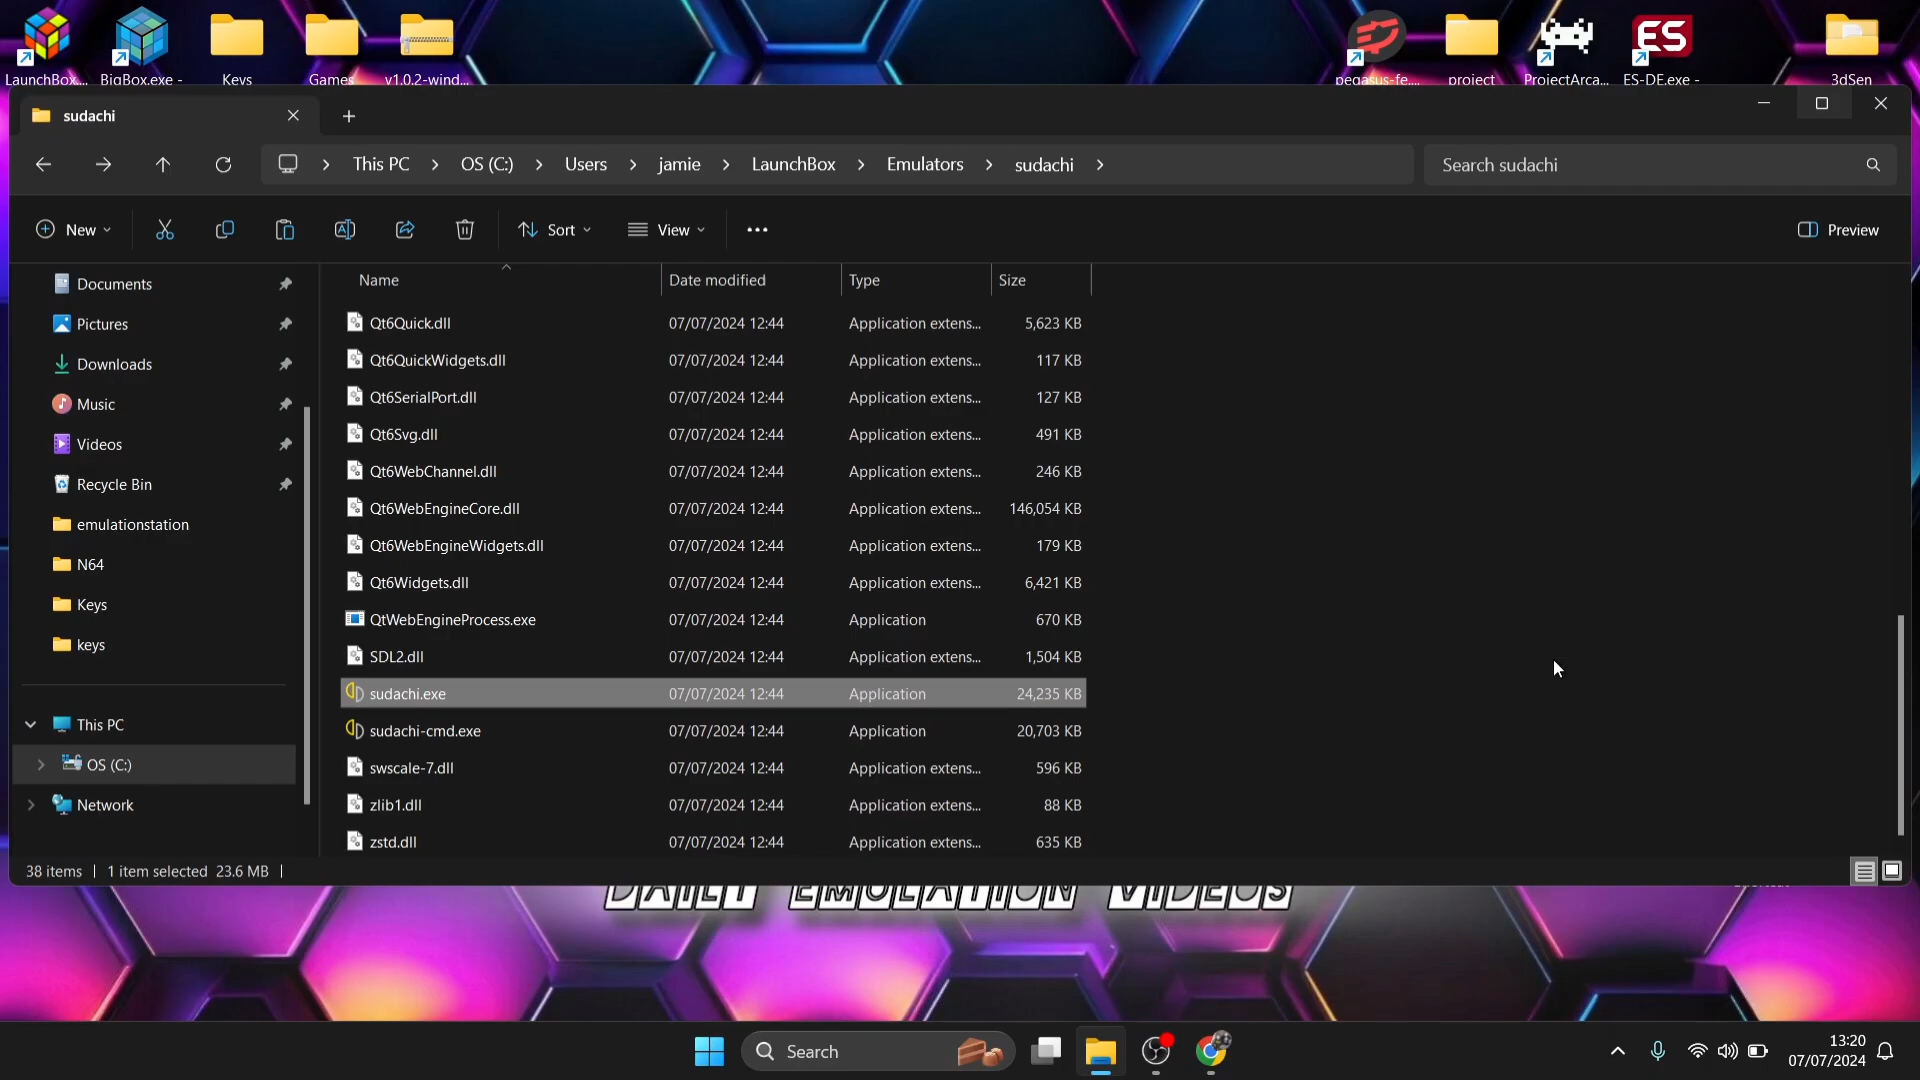 LaunchBox...
BigBox.exe -
Keys
Games
v1.0.2-wind...
pegasus-fe....
project
ProjectArca...
ES
ES-DE.exe -
3dSen
sudachi
This PC
OS (C:)
Users
jamie
LaunchBox
Emulators
sudachi
Search sudachi
New
Sort
View
Preview
Documents
Pictures
Downloads
Music
Videos
Recycle Bin
emulationstation
N64
Keys
keys
This PC
OS (C:)
Network
Name Date modified Type Size
Qt6Quick.dll 07/07/2024 12:44 Application extens... 5,623 KB
Qt6QuickWidgets.dll 07/07/2024 12:44 Application extens... 117 KB
Qt6SerialPort.dll 07/07/2024 12:44 Application extens... 127 KB
Qt6Svg.dll 07/07/2024 12:44 Application extens... 491 KB
Qt6WebChannel.dll 07/07/2024 12:44 Application extens... 246 KB
Qt6WebEngineCore.dll 07/07/2024 12:44 Application extens... 146,054 KB
Qt6WebEngineWidgets.dll 07/07/2024 12:44 Application extens... 179 KB
Qt6Widgets.dll 07/07/2024 12:44 Application extens... 6,421 KB
QtWebEngineProcess.exe 07/07/2024 12:44 Application 670 KB
SDL2.dll 07/07/2024 12:44 Application extens... 1,504 KB
sudachi.exe 07/07/2024 12:44 Application 24,235 KB
sudachi-cmd.exe 07/07/2024 12:44 Application 20,703 KB
swscale-7.dll 07/07/2024 12:44 Application extens... 596 KB
zlib1.dll 07/07/2024 12:44 Application extens... 88 KB
zstd.dll 07/07/2024 12:44 Application extens... 635 KB
38 items 1 item selected 23.6 MB
DAILY EMULATION VIDEOS
Search
13:20
07/07/2024